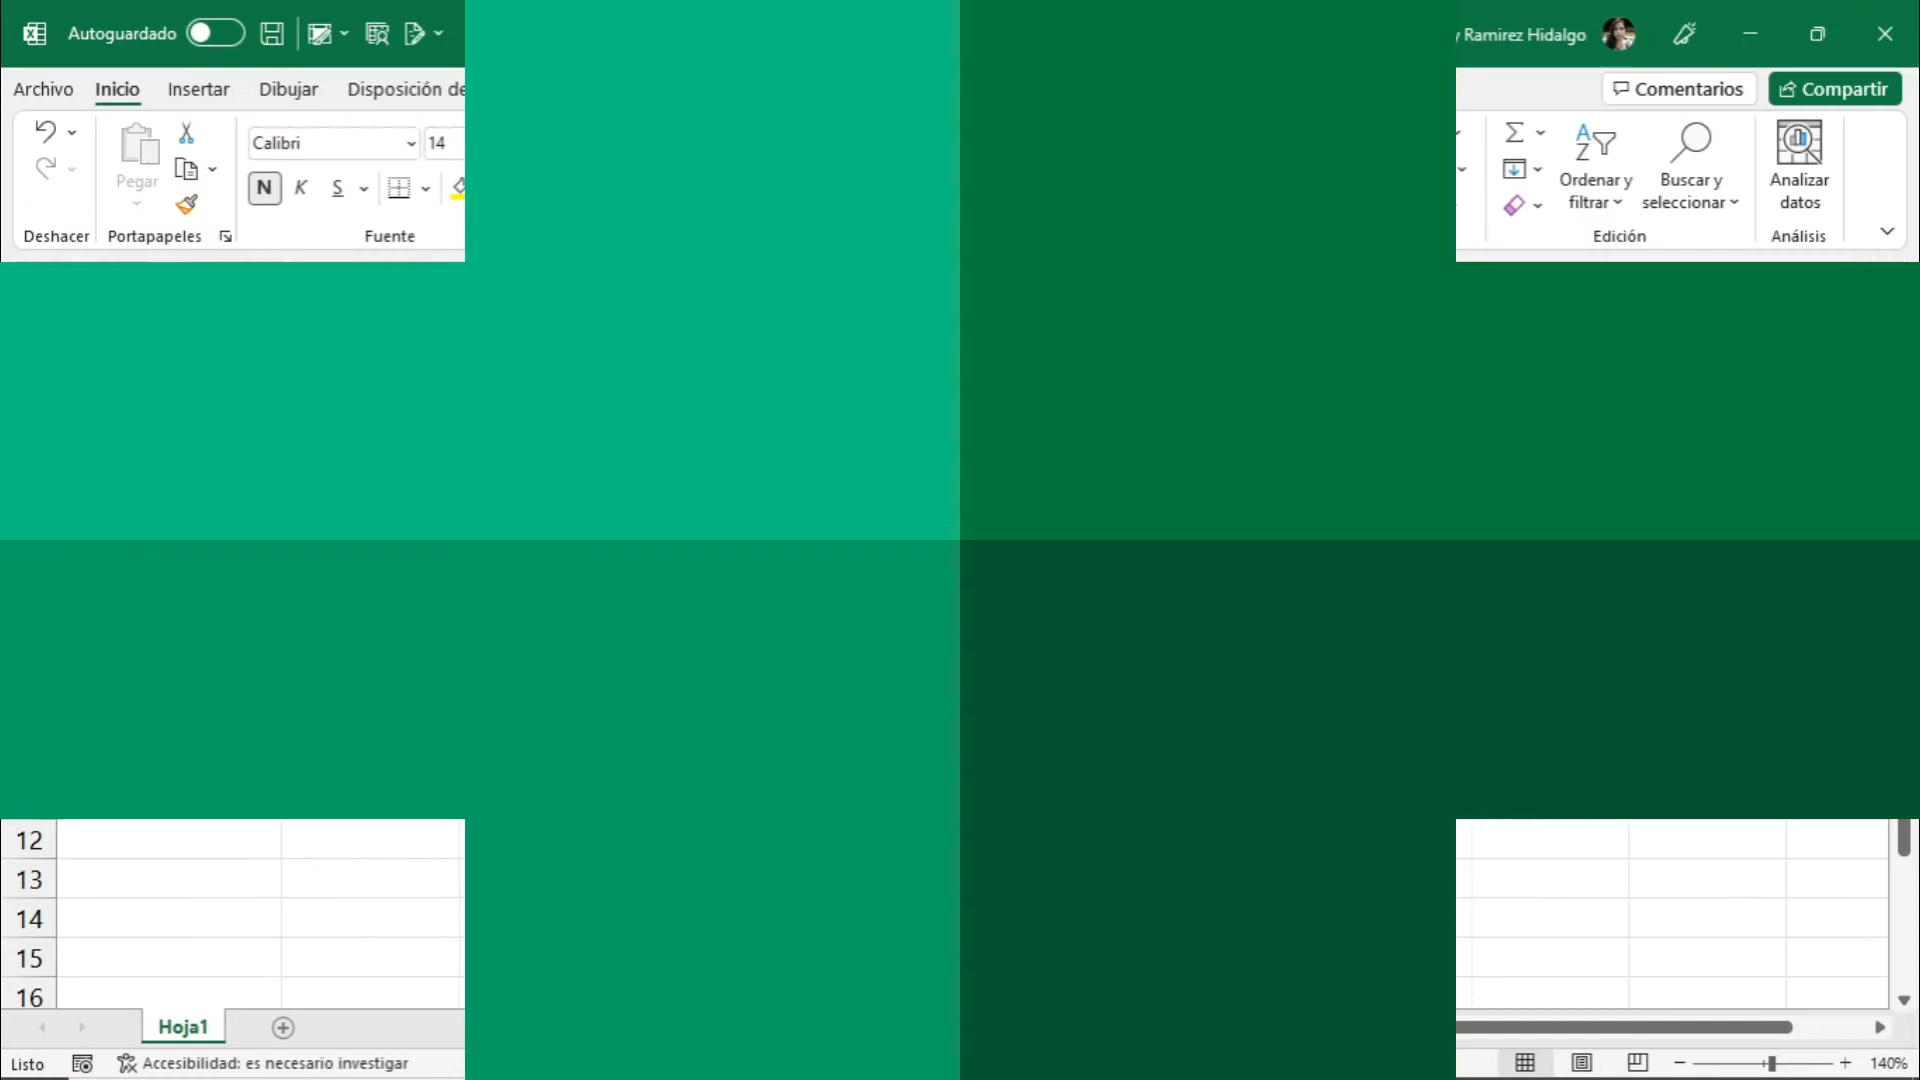 Autoguardado
Ramirez Hidalgo
Archivo Inicio Insertar Dibujar Disposición de
Comentarios Compartir
Calibri 14
Pegar
N K S
Deshacer Portapapeles Fuente
Ordenar y filtrar
Buscar y seleccionar
Analizar datos
Edición Análisis
12
13
14
15
16
Hoja1
Listo Accesibilidad: es necesario investigar
140%